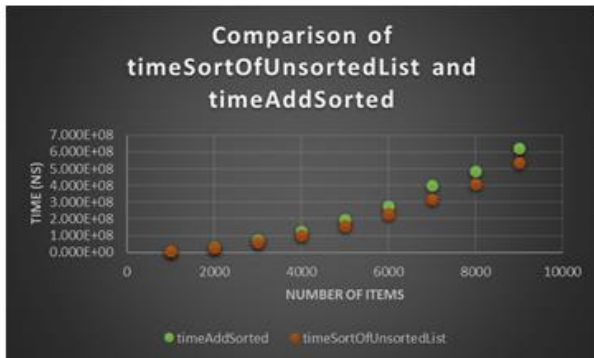 Comparison of
timeSortOfUnsortedList and
timeAddSorted
TIME (NS)
7.000E+08
6.000E+08
5.000E+08
4.000E+08
3.000E+08
2.000E+08
1.000E+08
0.000E+00
0 2000 4000 6000 8000 10000
NUMBER OF ITEMS
timeAddSorted timeSortOfUnsortedList